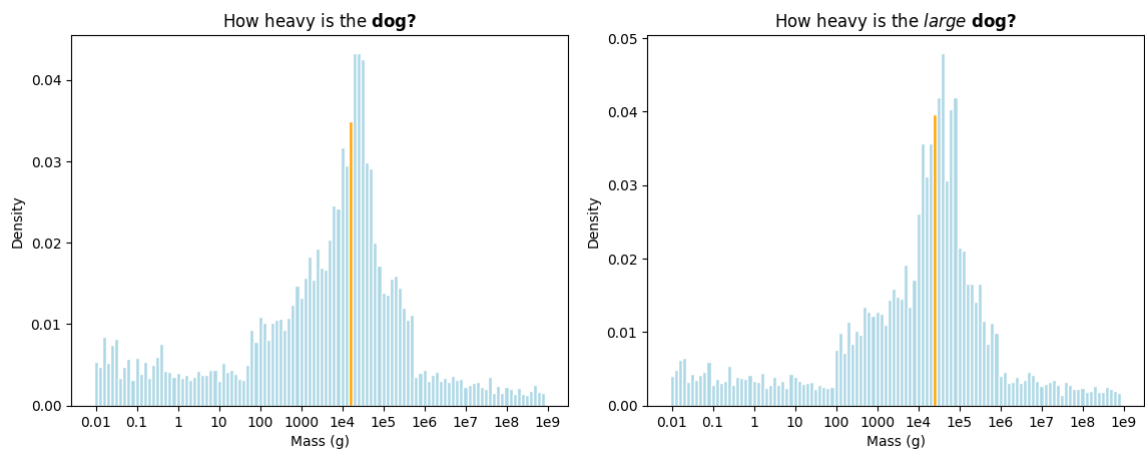 How heavy is the dog?
0.04
0.03
0.02
0.01
0.00
Density
0.01 0.1 1 10 100 1000 1e4 1e5 1e6 1e7 1e8 1e9
Mass (g)
How heavy is the large dog?
0.05
0.04
0.03
0.02
0.01
0.00
Density
0.01 0.1 1 10 100 1000 1e4 1e5 1e6 1e7 1e8 1e9
Mass (g)